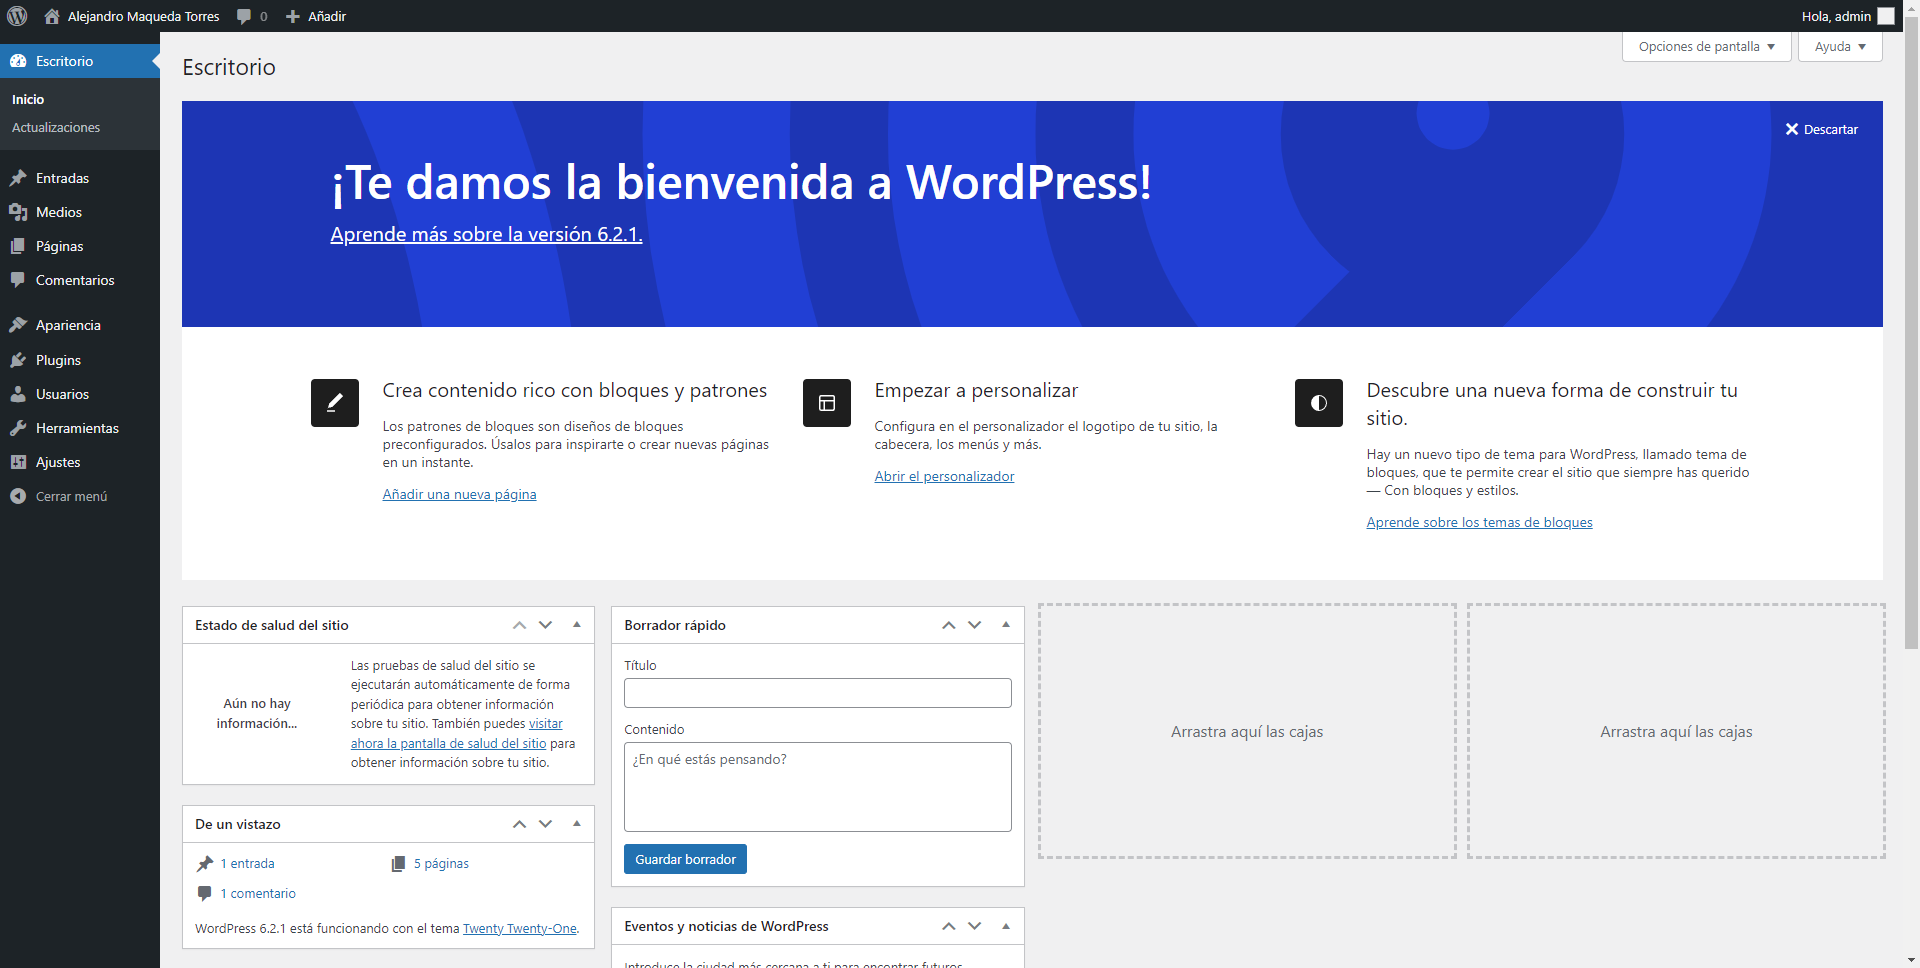 Alejandro Maqueda Torres
0
Añadir
Hola, admin
Escritorio
Inicio
Actualizaciones
Entradas
Medios
Páginas
Comentarios
Apariencia
Plugins
Usuarios
Herramientas
Ajustes
Cerrar menú
Opciones de pantalla
Ayuda
Escritorio
Descartar
¡Te damos la bienvenida a WordPress!
Aprende más sobre la versión 6.2.1.
Crea contenido rico con bloques y patrones
Los patrones de bloques son diseños de bloques
preconfigurados. Úsalos para inspirarte o crear nuevas páginas
en un instante.
Añadir una nueva página
Empezar a personalizar
Configura en el personalizador el logotipo de tu sitio, la
cabecera, los menús y más.
Abrir el personalizador
Descubre una nueva forma de construir tu
sitio.
Hay un nuevo tipo de tema para WordPress, llamado tema de
bloques, que te permite crear el sitio que siempre has querido
— Con bloques y estilos.
Aprende sobre los temas de bloques
Estado de salud del sitio
Aún no hay
información...
Las pruebas de salud del sitio se
ejecutarán automáticamente de forma
periódica para obtener información
sobre tu sitio. También puedes visitar
ahora la pantalla de salud del sitio para
obtener información sobre tu sitio.
De un vistazo
1 entrada
5 páginas
1 comentario
WordPress 6.2.1 está funcionando con el tema Twenty Twenty-One.
Borrador rápido
Título
Contenido
¿En qué estás pensando?
Guardar borrador
Eventos y noticias de WordPress
Introduce la ciudad más cercana a ti para encontrar futuros
Arrastra aquí las cajas
Arrastra aquí las cajas